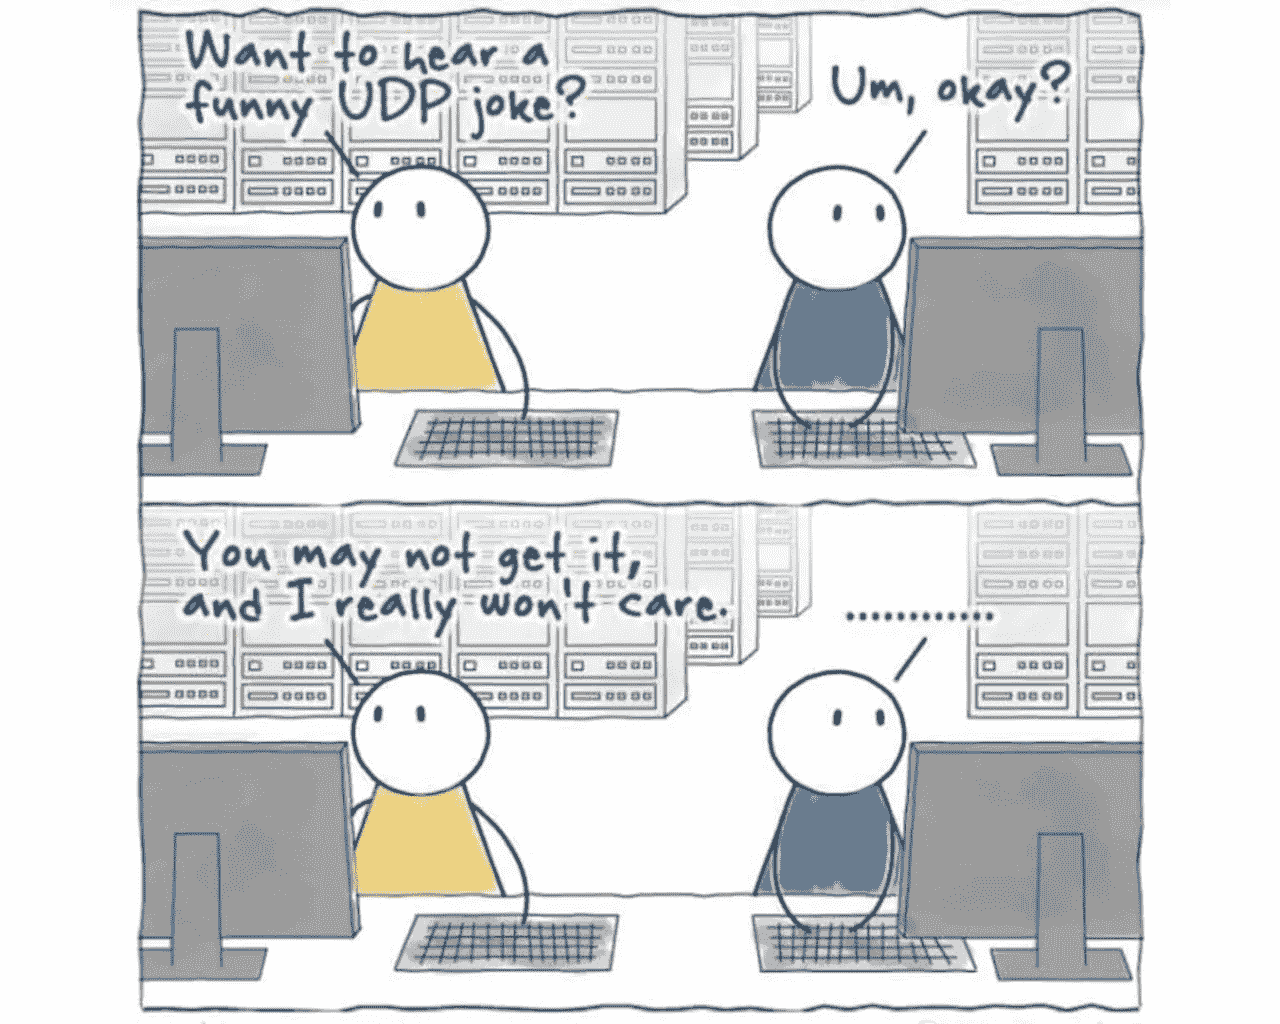 Want to hear a
funny UDP joke?
Um, okay?
You may not get it,
and I really won't care.
............